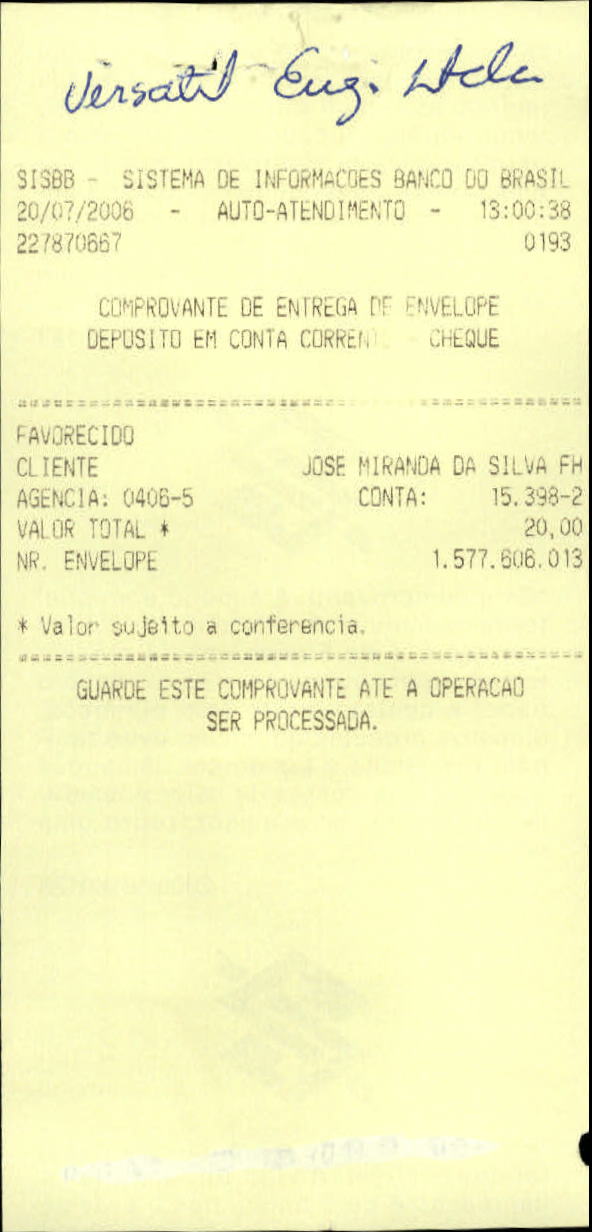 Versatil Eng. Ltda
SISBB - SISTEMA DE INFORMACOES BANCO DO BRASIL
20/07/2006 - AUTO-ATENDIMENTO - 13:00:38
227870667 0193
COMPROVANTE DE ENTREGA DE ENVELOPE
DEPOSITO EM CONTA CORRENTE - CHEQUE
FAVORECIDO
CLIENTE JOSE MIRANDA DA SILVA FH
AGENCIA: 0406-5 CONTA: 15.398-2
VALOR TOTAL * 20,00
NR. ENVELOPE 1.577.606.013
* Valor sujeito a conferencia.
GUARDE ESTE COMPROVANTE ATE A OPERACAO
SER PROCESSADA.